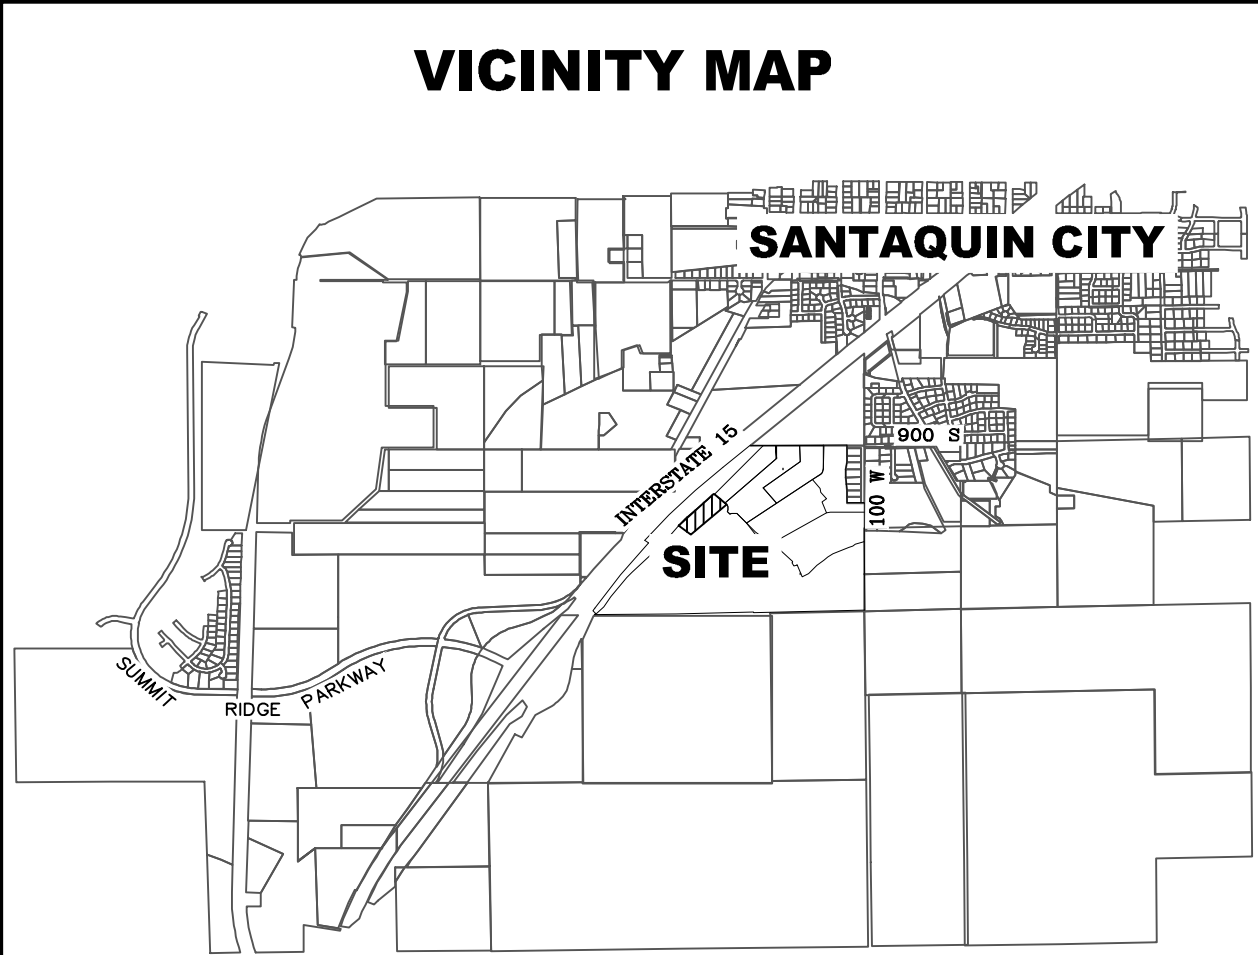 VICINITY MAP
SANTAQUIN CITY
900 S
INTERSTATE 15
100 W
SITE
SUMMIT
RIDGE
PARKWAY